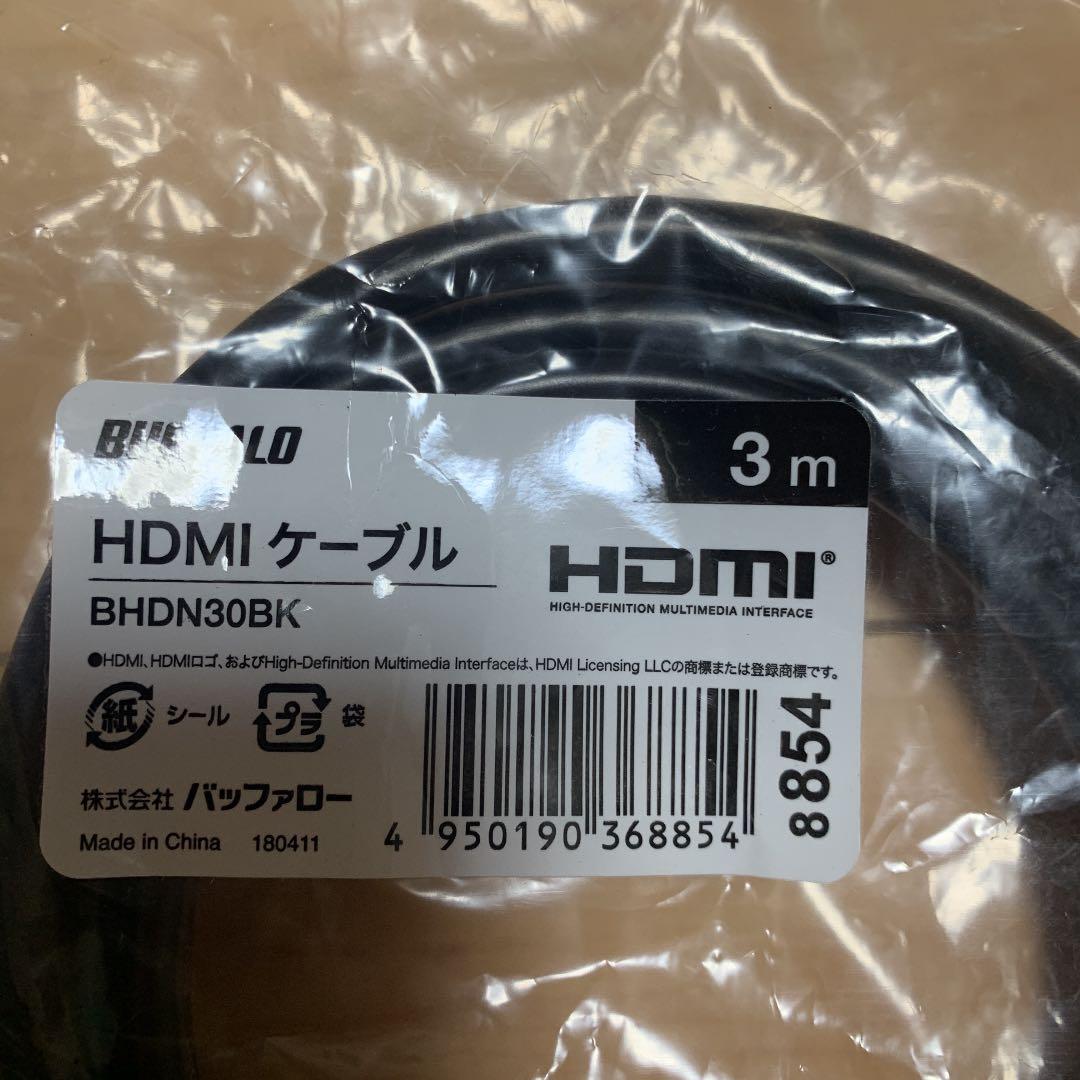 BUFFALO
3 m
HDMI ケーブル
BHDN30BK
HDMI®
HIGH-DEFINITION MULTIMEDIA INTERFACE
●HDMI、HDMIロゴ、およびHigh-Definition Multimedia Interfaceは、HDMI Licensing LLCの商標または登録商標です。
紙 シール プラ 袋
株式会社 バッファロー
Made in China 180411
4 950190 368854
8854